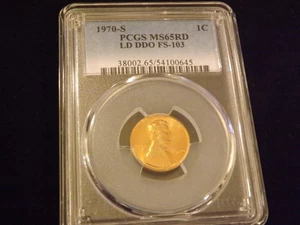 1970-S 1C
PCGS MS65RD
LD DDO FS-103
38002.65/54100645